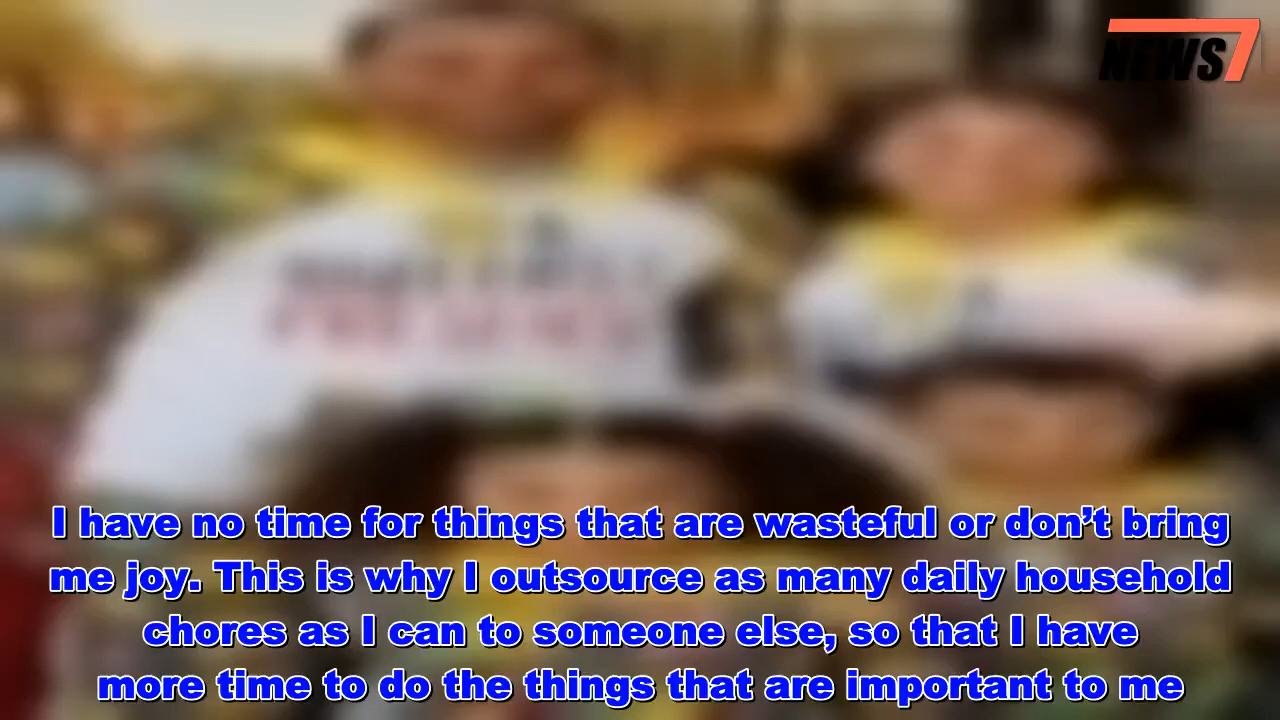 NEWS 7
I have no time for things that are wasteful or don’t bring
me joy. This is why I outsource as many daily household
chores as I can to someone else, so that I have
more time to do the things that are important to me